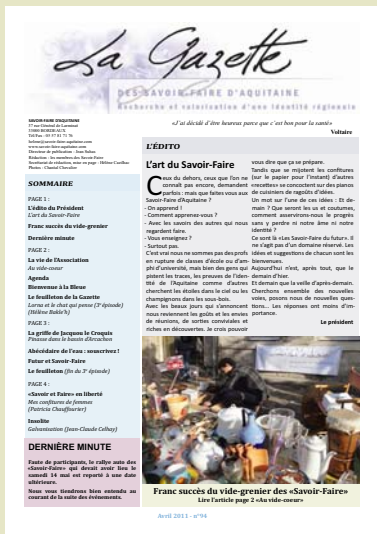 La Gazette
DES SAVOIR-FAIRE D'AQUITAINE
Recherche et valorisation d'une identité régionale
SAVOIR-FAIRE D'AQUITAINE
33000 BORDEAUX
Directeur de publication : Jean Salun
Rédaction : les membres des Savoir-Faire
Photos : Chantal Chevalier
«J'ai décidé d'être heureux parce que c'est bon pour la santé»
Voltaire
SOMMAIRE
PAGE 1 :
L'édito du Président
L'art du Savoir-Faire
Franc succès du vide-grenier
Dernière minute
PAGE 2 :
La vie de l'Association
Au vide-coeur
Agenda
Bienvenue à la Bleue
Le feuilleton de la Gazette
Lorna et le chat qui pense (3e épisode)
(Hélène Balde'h)
PAGE 3 :
La griffe de Jacquou le Croquis
Pinasse dans le bassin d'Arcachon
Abécédaire de l'eau : souscrivez !
Futur et Savoir-Faire
Le feuilleton (fin du 3e épisode)
PAGE 4 :
«Savoir et Faire» en liberté
Mes confitures de femmes
(Patricia Chauffourier)
Insolite
Galvanisation (Jean-Claude Celhay)
DERNIÈRE MINUTE
Faute de participants, le rallye auto des
«Savoir-Faire» qui devait avoir lieu le
samedi 14 mai est reporté à une date
ultérieure.
Nous vous tiendrons bien entendu au
courant de la suite des événements.
L'ÉDITO
L'art du Savoir-Faire
Ceux du dehors, ceux que l'on ne
connaît pas encore, demandent
parfois : mais que faites vous aux
Savoir-Faire d'Aquitaine ?
- On apprend !
- Comment apprenez-vous ?
- Avec les savoirs des autres qui nous
regardent faire.
- Vous enseignez ?
- Surtout pas.
C'est vrai nous ne sommes pas des profs
en rupture de classes d'école ou d'am-
phi d'université, mais bien des gens qui
pistent les traces, les preuves de l'iden-
tité de l'Aquitaine comme d'autres
cherchent les étoiles dans le ciel ou les
champignons dans les sous-bois.
Avec les beaux jours qui s'annoncent
nous reviennent les goûts et les envies
de réunions, de sorties conviviales et
riches en découvertes. Je crois pouvoir
vous dire que ça se prépare.
Tandis que se mijotent les confitures
(sur le papier pour l'instant) d'autres
«recettes» se concoctent sur des pianos
de cuisiniers de ragoûts d'idées.
Un mot sur l'une de ces idées : Et de-
main ? Que seront les us et coutumes,
comment asservirons-nous le progrès
sans y perdre ni notre âme ni notre
identité ?
Ce sont là «Les Savoir-Faire du futur». Il
ne s'agit pas d'un domaine réservé. Les
idées et suggestions de chacun sont les
bienvenues.
Aujourd'hui n'est, après tout, que le
demain d'hier.
Et demain que la veille d'après-demain.
Cherchons ensemble des nouvelles
voies, posons nous de nouvelles ques-
tions... Les réponses ont moins d'im-
portance.
Le président
Franc succès du vide-grenier des «Savoir-Faire»
Lire l'article page 2 «Au vide-coeur»
Avril 2011 - n°94